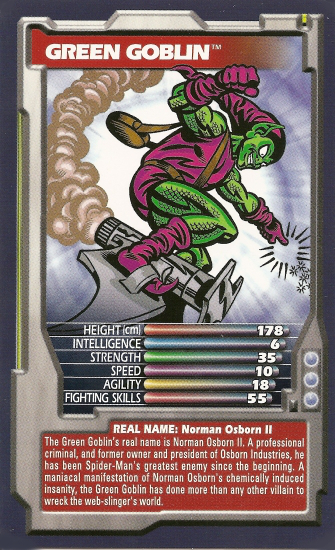 GREEN GOBLIN™
HEIGHT (cm) 178
INTELLIGENCE 6
STRENGTH 35
SPEED 10
AGILITY 18
FIGHTING SKILLS 55
REAL NAME: Norman Osborn II
The Green Goblin's real name is Norman Osborn II. A professional
criminal, and former owner and president of Osborn Industries, he
has been Spider-Man's greatest enemy since the beginning. A
maniacal manifestation of Norman Osborn's chemically induced
insanity, the Green Goblin has done more than any other villain to
wreck the web-slinger's world.